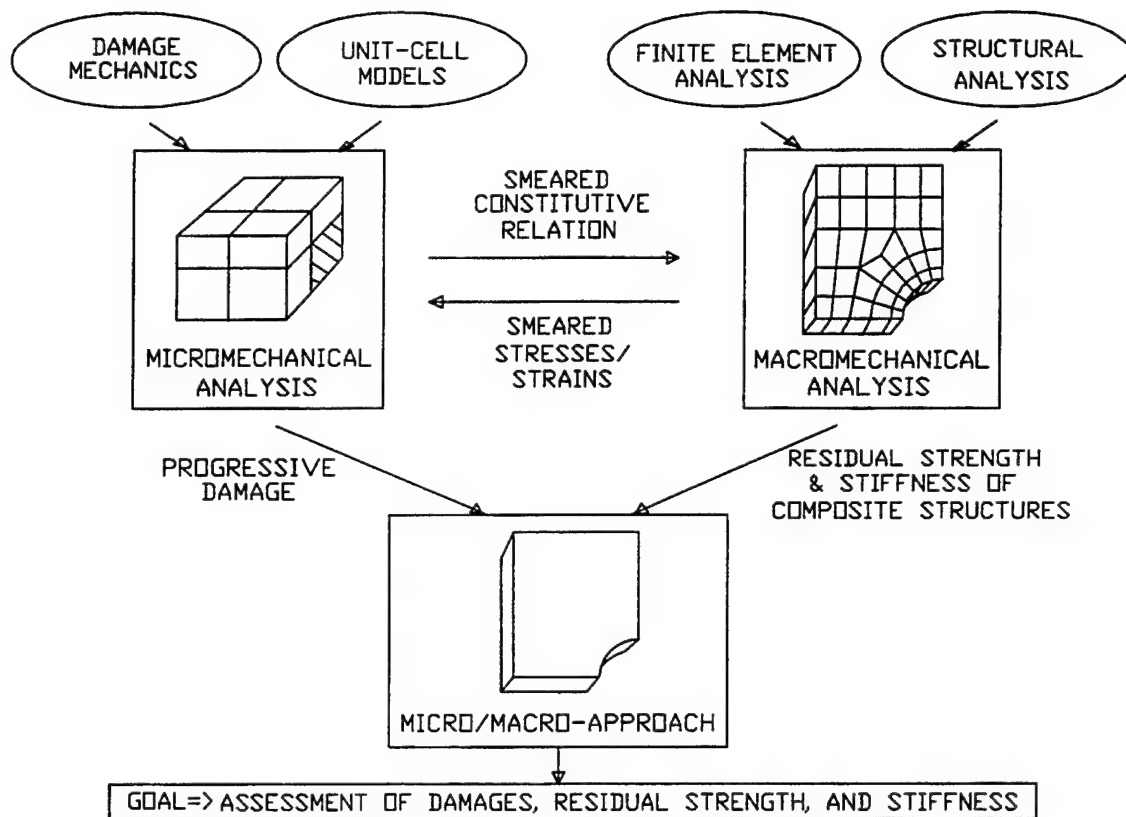 DAMAGE
MECHANICS
UNIT-CELL
MODELS
FINITE ELEMENT
ANALYSIS
STRUCTURAL
ANALYSIS
SMEARED
CONSTITUTIVE
RELATION
SMEARED
STRESSES/
STRAINS
MICROMECHANICAL
ANALYSIS
MACROMECHANICAL
ANALYSIS
PROGRESSIVE
DAMAGE
RESIDUAL STRENGTH
& STIFFNESS OF
COMPOSITE STRUCTURES
MICRO/MACRO-APPROACH
GOAL=> ASSESSMENT OF DAMAGES, RESIDUAL STRENGTH, AND STIFFNESS